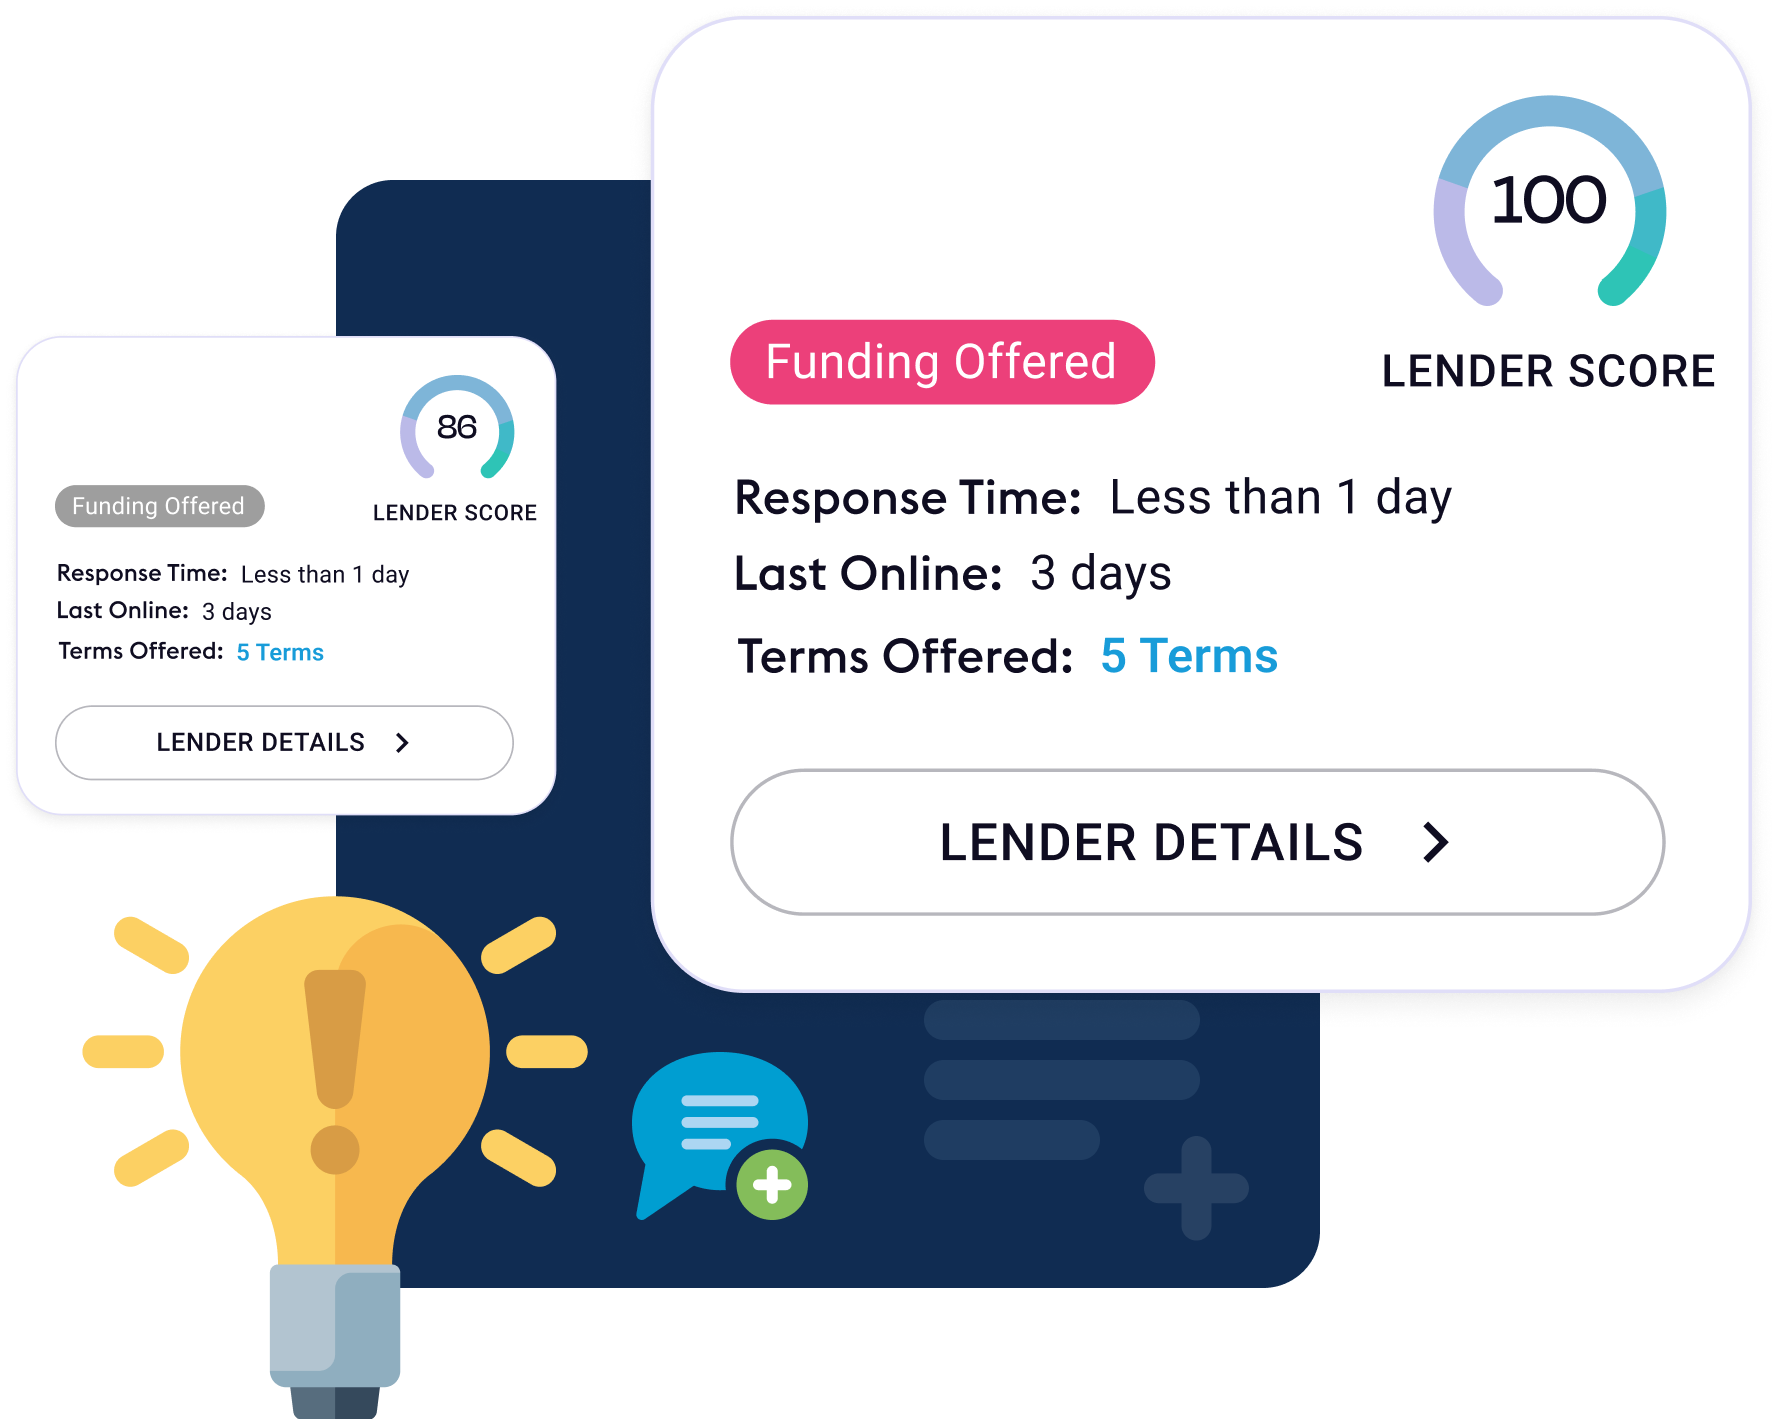 86
LENDER SCORE
Funding Offered
Response Time: Less than 1 day
Last Online: 3 days
Terms Offered: 5 Terms
LENDER DETAILS
100
LENDER SCORE
Funding Offered
Response Time: Less than 1 day
Last Online: 3 days
Terms Offered: 5 Terms
LENDER DETAILS